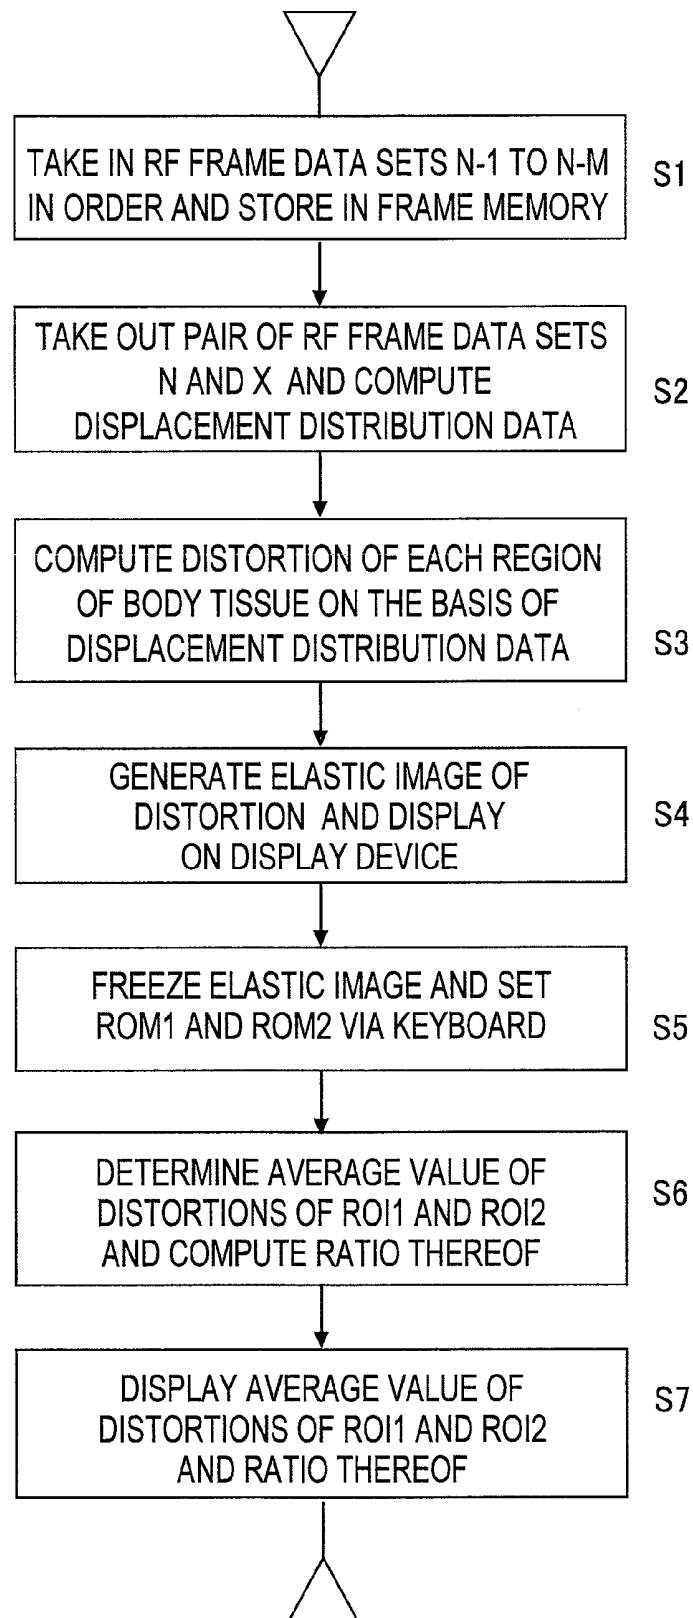 TAKE IN RF FRAME DATA SETS N-1 TO N-M
IN ORDER AND STORE IN FRAME MEMORY
S1
TAKE OUT PAIR OF RF FRAME DATA SETS
N AND X AND COMPUTE
DISPLACEMENT DISTRIBUTION DATA
S2
COMPUTE DISTORTION OF EACH REGION
OF BODY TISSUE ON THE BASIS OF
DISPLACEMENT DISTRIBUTION DATA
S3
GENERATE ELASTIC IMAGE OF
DISTORTION AND DISPLAY
ON DISPLAY DEVICE
S4
FREEZE ELASTIC IMAGE AND SET
ROM1 AND ROM2 VIA KEYBOARD
S5
DETERMINE AVERAGE VALUE OF
DISTORTIONS OF ROI1 AND ROI2
AND COMPUTE RATIO THEREOF
S6
DISPLAY AVERAGE VALUE OF
DISTORTIONS OF ROI1 AND ROI2
AND RATIO THEREOF
S7